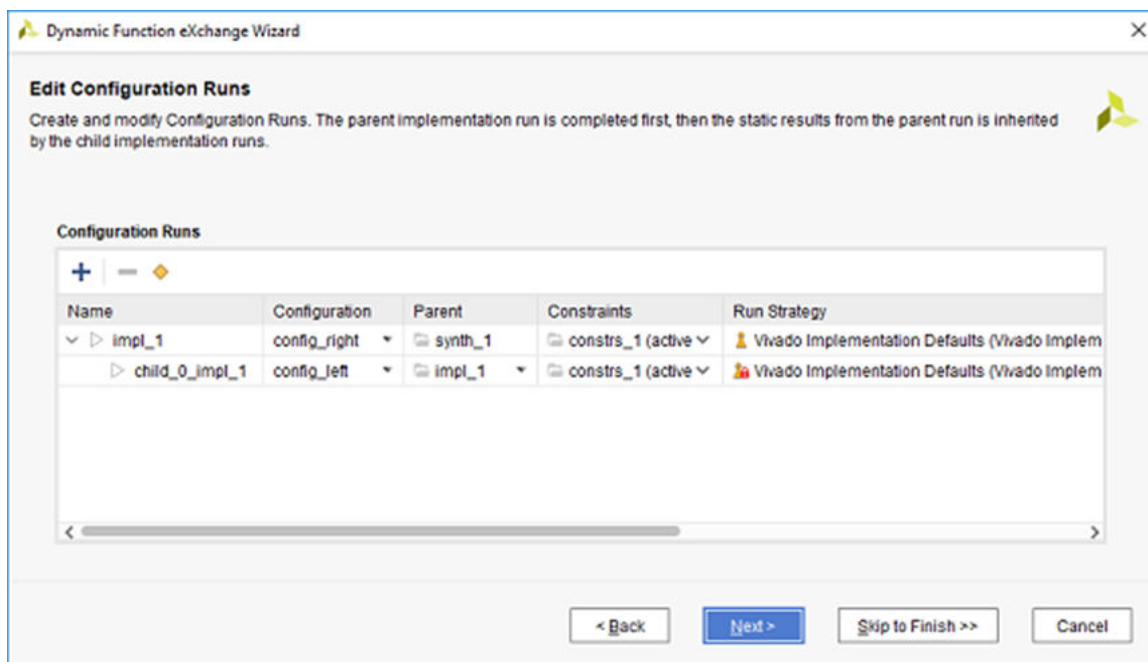 Dynamic Function eXchange Wizard
Edit Configuration Runs
Create and modify Configuration Runs. The parent implementation run is completed first, then the static results from the parent run is inherited
by the child implementation runs.
Configuration Runs
Name Configuration Parent Constraints Run Strategy
impl_1 config_right synth_1 constrs_1 (active Vivado Implementation Defaults (Vivado Implem
child_0_impl_1 config_left impl_1 constrs_1 (active Vivado Implementation Defaults (Vivado Implem
< Back Next > Skip to Finish >> Cancel